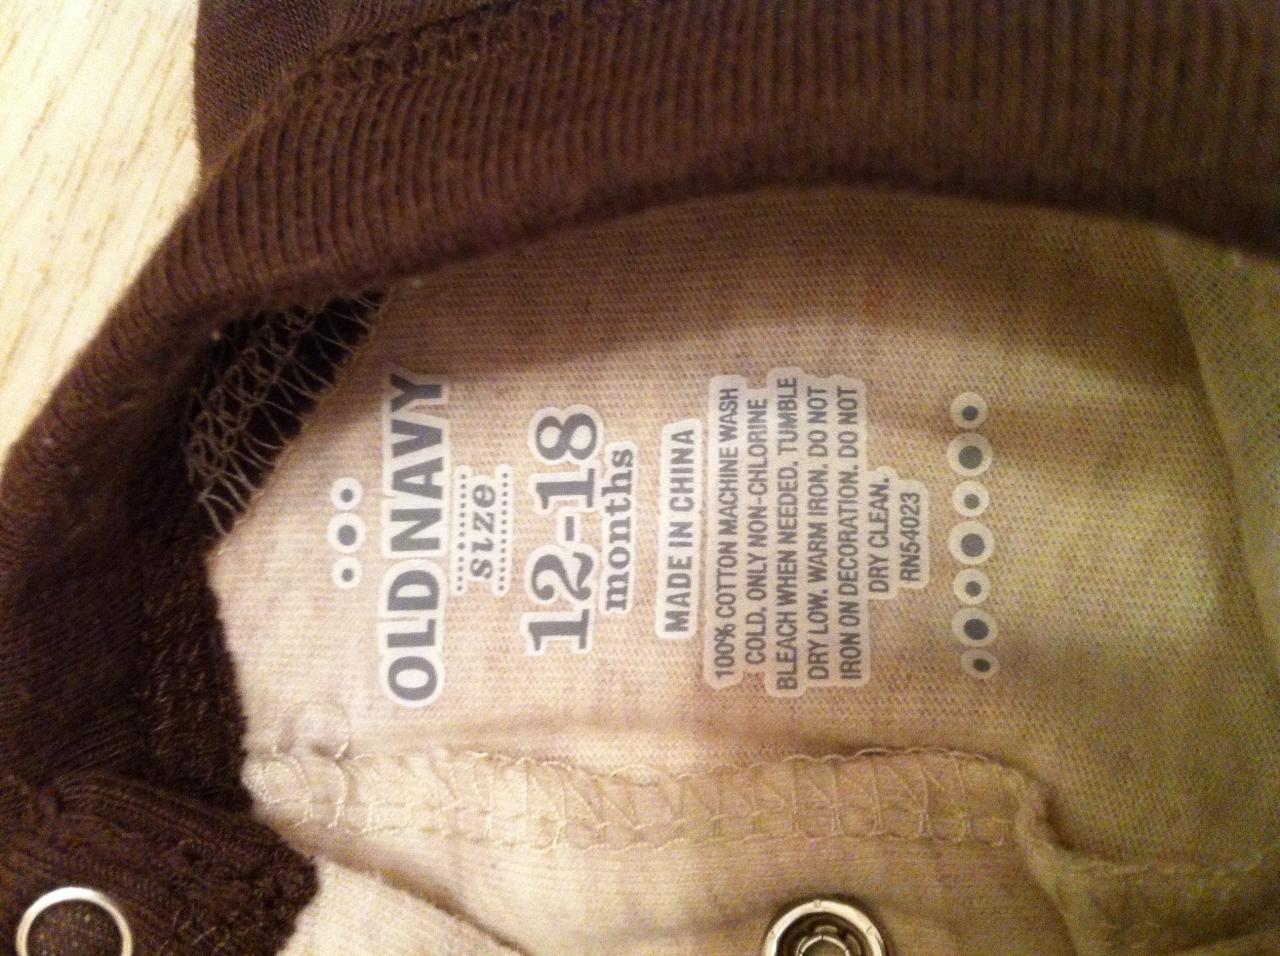 OLD NAVY
size
12-18
months
MADE IN CHINA
100% COTTON MACHINE WASH
COLD. ONLY NON-CHLORINE
BLEACH WHEN NEEDED. TUMBLE
DRY LOW. WARM IRON. DO NOT
IRON ON DECORATION. DO NOT
DRY CLEAN.
RN54023